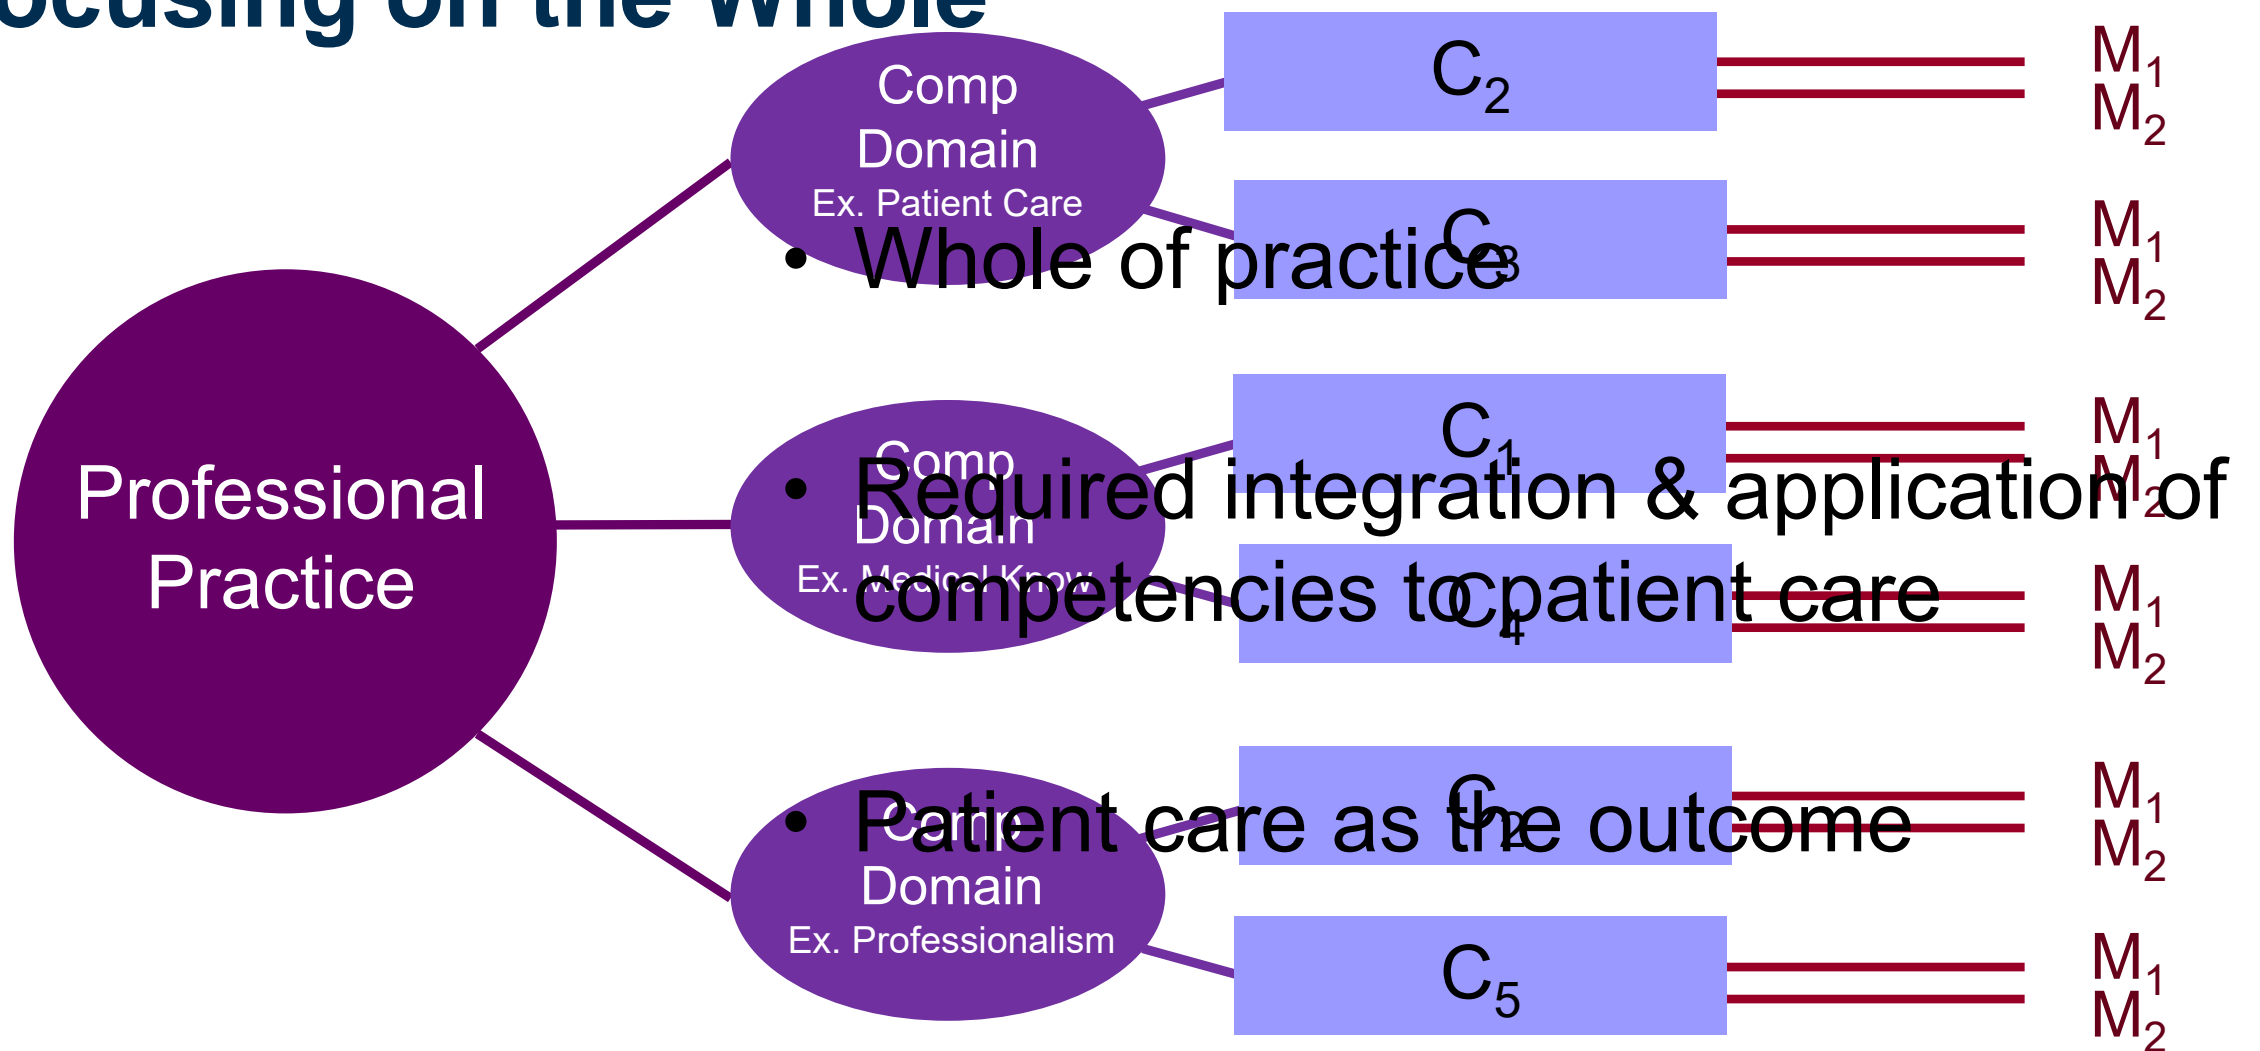 ocusing on the Whole
Professional
Practice
Comp
Domain
Ex. Patient Care
C₂
M₁
M₂
C₃
M₁
M₂
Comp
Domain
Ex. Medical Know
C₁
M₁
M₂
C₄
M₁
M₂
Comp
Domain
Ex. Professionalism
C₂
M₁
M₂
C₅
M₁
M₂
• Whole of practice
• Required integration & application of
competencies to patient care
• Patient care as the outcome